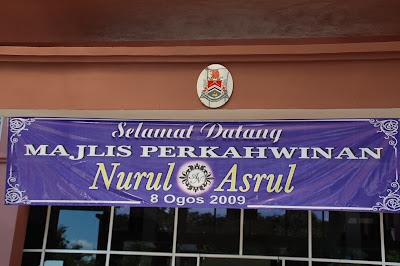 Selamat Datang
MAJLIS PERKAHWINAN
Nurul Asrul
8 Ogos 2009